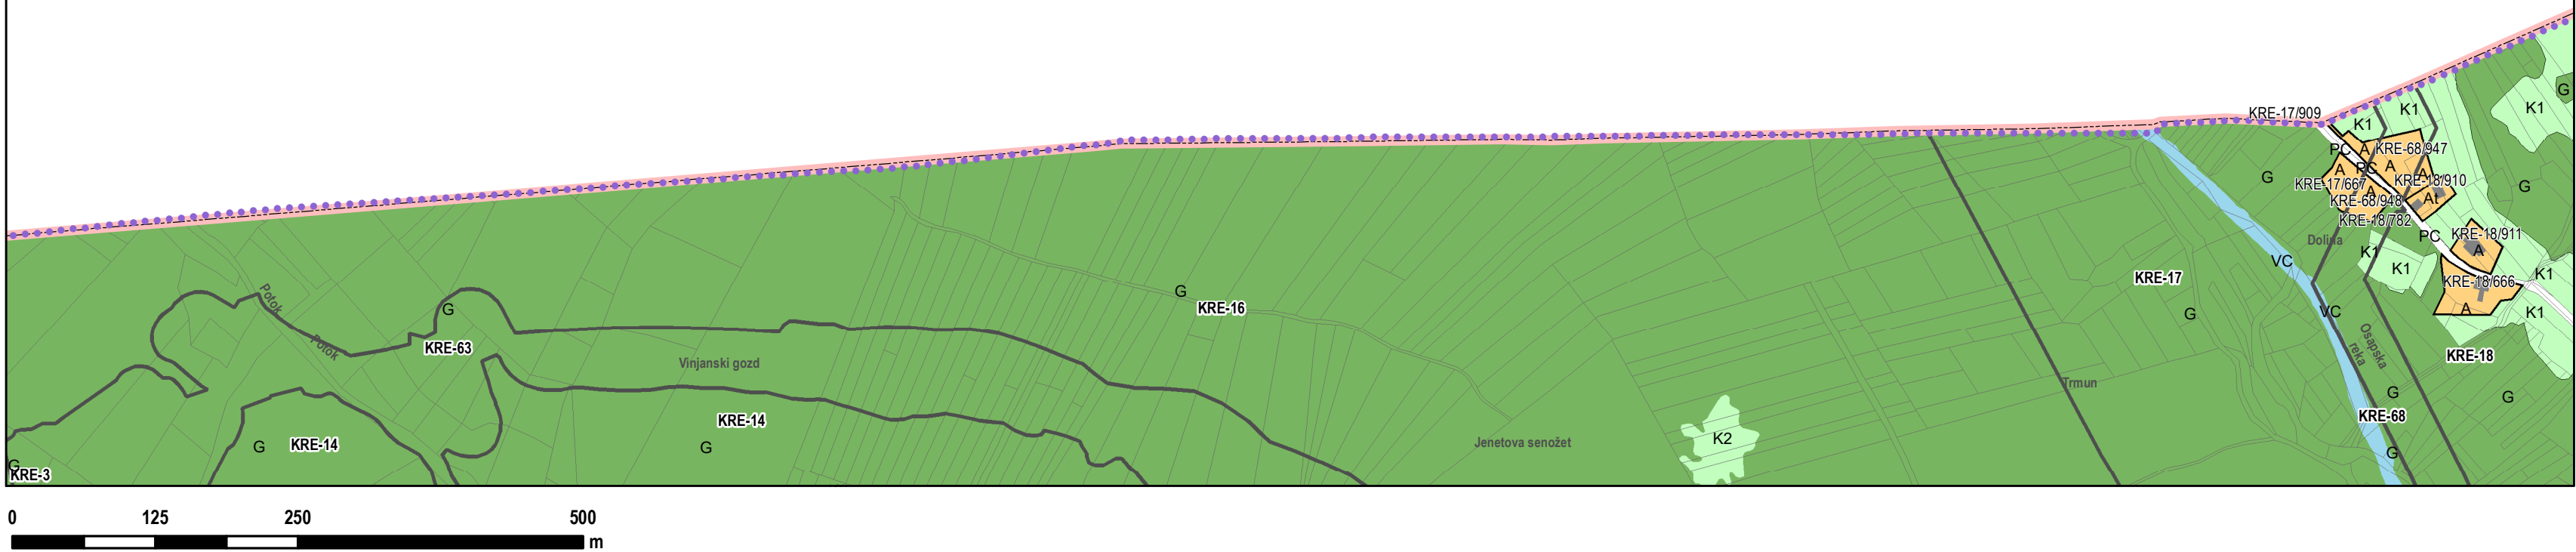 G
K1
K1
KRE-17/909
K1
PC
A
KRE-68/947
PC
A
A
A
KRE-17/667
KRE-18/910
G
G
A
KRE-68/948
At
KRE-18/782
KRE-18/911
PC
Dolina
K1
A
VC
K1
K1
KRE-17
KRE-18/666
G
KRE-16
Potok
G
A
VC
G
K1
Potok
KRE-63
Osapska
reka
KRE-18
Vinjanski gozd
Trmun
G
G
KRE-68
KRE-14
K2
Jenetova senožet
G
KRE-14
G
G
G
KRE-3
0 125 250 500
m